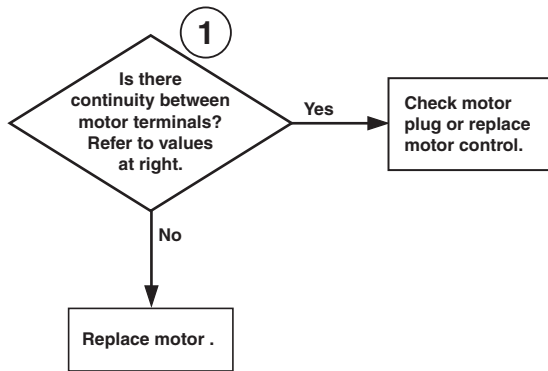 1
Is there
continuity between
motor terminals?
Refer to values
at right.
Yes
Check motor
plug or replace
motor control.
No
Replace motor .